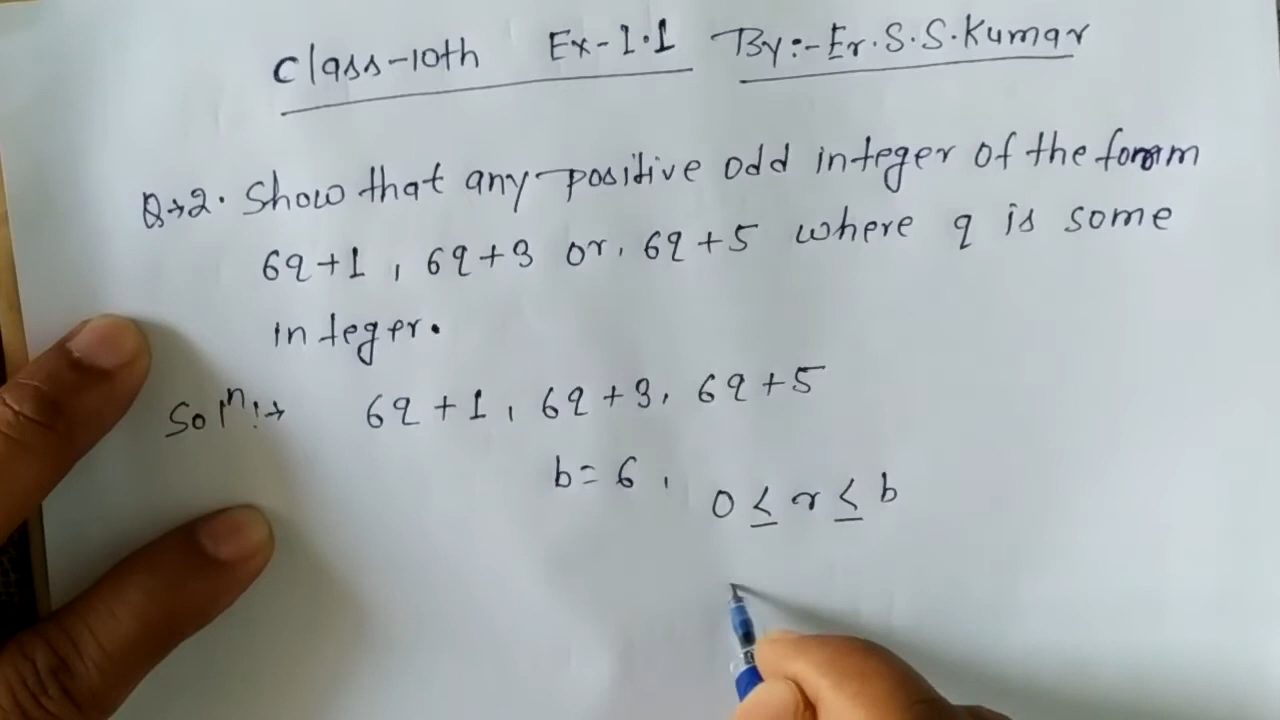 Class-10th Ex-1.1 By:-Er.S.S.Kumar
Q→2. Show that any positive odd integer of the form
6q+1, 6q+3 or, 6q+5 where q is some
integer.
Solⁿ:→ 6q+1, 6q+3, 6q+5
b=6, 0≤r≤b